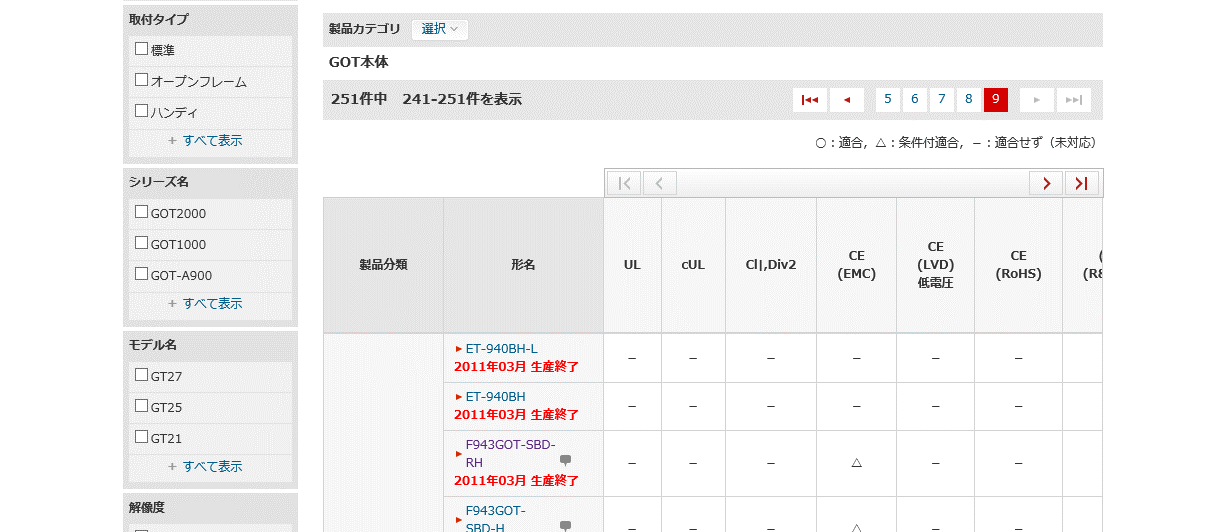 取付タイプ
標準
オープンフレーム
ハンディ
+ すべて表示
シリーズ名
GOT2000
GOT1000
GOT-A900
+ すべて表示
モデル名
GT27
GT25
GT21
+ すべて表示
解像度
製品カテゴリ 選択
GOT本体
251件中 241-251件を表示
5 6 7 8 9
○：適合，△：条件付適合，－：適合せず（未対応）
製品分類 形名 UL cUL Cl|,Div2
CE
(EMC)
CE
(LVD)
低電圧
CE
(RoHS)
(
(R&
ET-940BH-L
2011年03月 生産終了
－ － － － － －
ET-940BH
2011年03月 生産終了
－ － － － － －
F943GOT-SBD-
RH
2011年03月 生産終了
－ － － △ － －
F943GOT-
SBD-H
－ － － △ － －